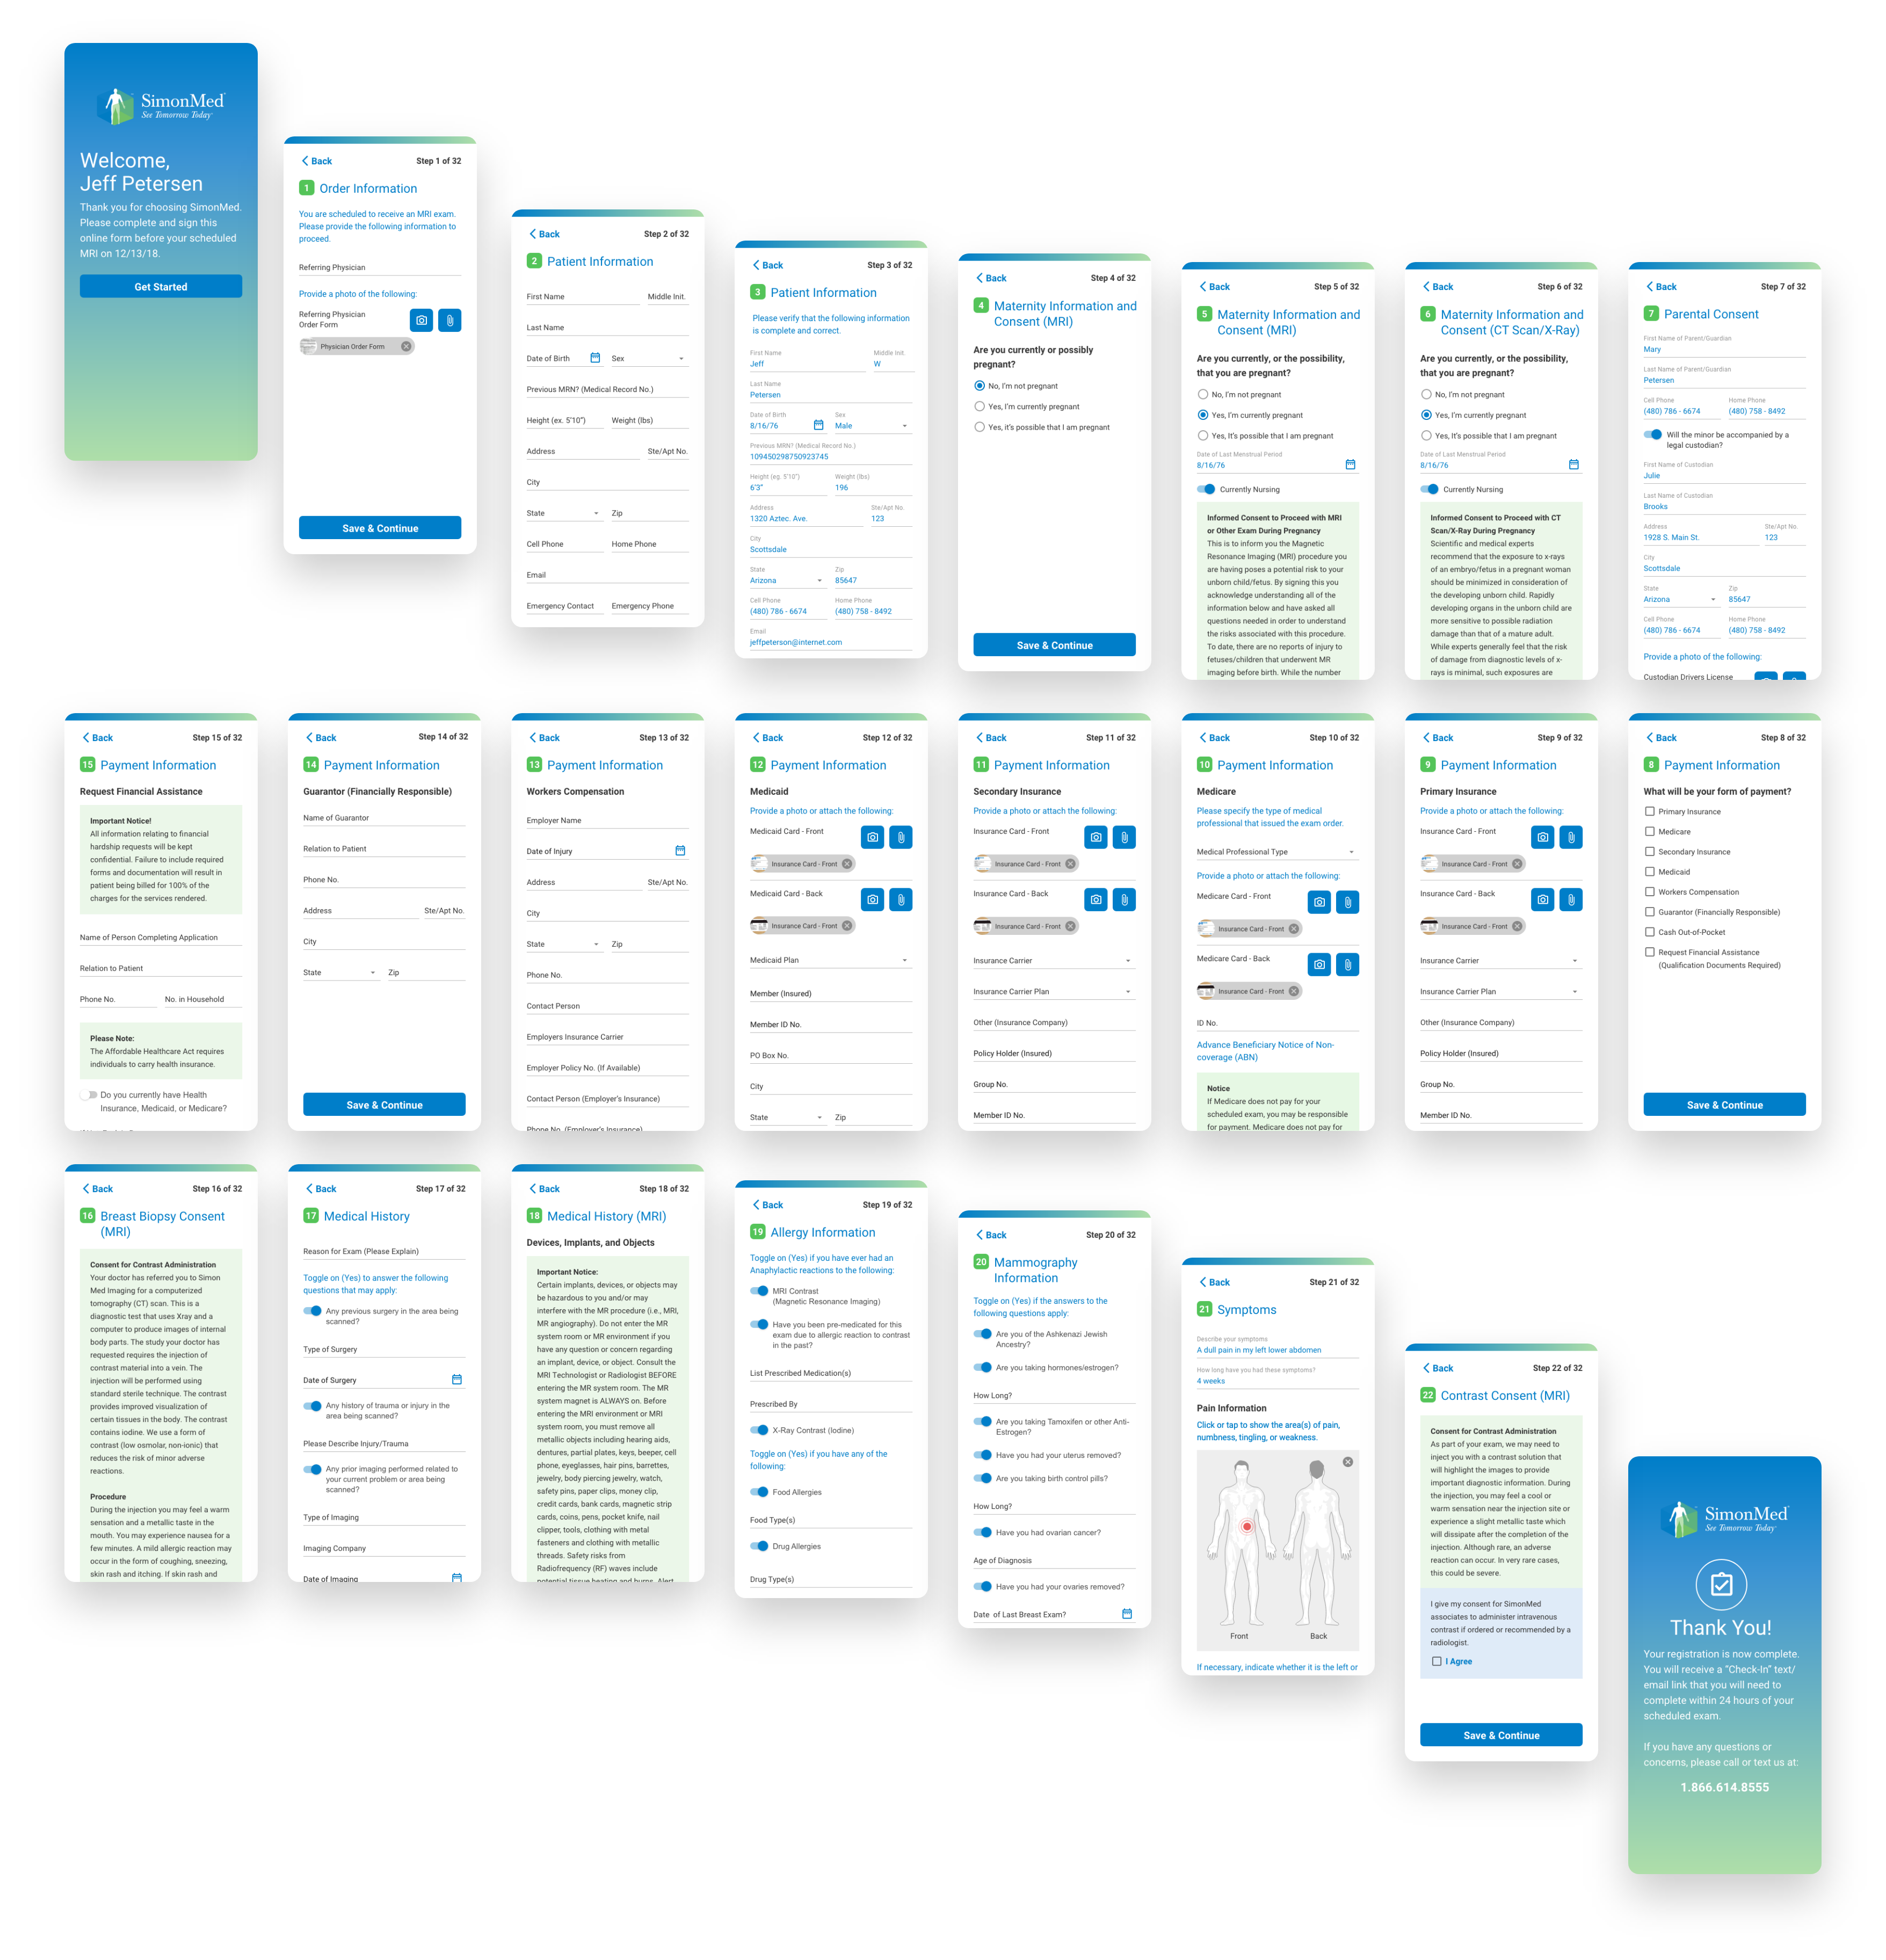 SimonMed
See Tomorrow Today
Welcome,
Jeff Petersen
Thank you for choosing SimonMed.
Please complete and sign this
online form before your scheduled
MRI on 12/13/18.
Get Started
Back
Step 1 of 32
1 Order Information
You are scheduled to receive an MRI exam.
Please provide the following information to
proceed.
Referring Physician
Provide a photo of the following:
Referring Physician
Order Form
Physician Order Form
Save & Continue
Back
Step 2 of 32
2 Patient Information
First Name
Middle Init.
Last Name
Date of Birth
Sex
Previous MRN? (Medical Record No.)
Height (ex. 5'10")
Weight (lbs)
Address
Ste/Apt No.
City
State
Zip
Cell Phone
Home Phone
Email
Emergency Contact
Emergency Phone
Back
Step 3 of 32
3 Patient Information
Please verify that the following information
is complete and correct.
First Name
Middle Init.
Jeff
W
Last Name
Petersen
Date of Birth
Sex
8/16/76
Male
Previous MRN? (Medical Record No.)
109450298750923745
Height (eg. 5'10")
Weight (lbs)
6'3"
196
Address
Ste/Apt No.
1320 Aztec. Ave.
123
City
Scottsdale
State
Zip
Arizona
85647
Cell Phone
Home Phone
(480) 786 - 6674
(480) 758 - 8492
Email
jeffpeterson@internet.com
Back
Step 4 of 32
4 Maternity Information and
Consent (MRI)
Are you currently or possibly
pregnant?
No, I'm not pregnant
Yes, I'm currently pregnant
Yes, it's possible that I am pregnant
Save & Continue
Back
Step 5 of 32
5 Maternity Information and
Consent (MRI)
Are you currently, or the possibility,
that you are pregnant?
No, I'm not pregnant
Yes, I'm currently pregnant
Yes, It's possible that I am pregnant
Date of Last Menstrual Period
8/16/76
Currently Nursing
Informed Consent to Proceed with MRI
or Other Exam During Pregnancy
This is to inform you the Magnetic
Resonance Imaging (MRI) procedure you
are having poses a potential risk to your
unborn child/fetus. By signing this you
acknowledge understanding all of the
information below and have asked all
questions needed in order to understand
the risks associated with this procedure.
To date, there are no reports of injury to
fetuses/children that underwent MR
imaging before birth. While the number
Back
Step 6 of 32
6 Maternity Information and
Consent (CT Scan/X-Ray)
Are you currently, or the possibility,
that you are pregnant?
No, I'm not pregnant
Yes, I'm currently pregnant
Yes, It's possible that I am pregnant
Date of Last Menstrual Period
8/16/76
Currently Nursing
Informed Consent to Proceed with CT
Scan/X-Ray During Pregnancy
Scientific and medical experts
recommend that the exposure to x-rays
of an embryo/fetus in a pregnant woman
should be minimized in consideration of
the developing unborn child. Rapidly
developing organs in the unborn child are
more sensitive to possible radiation
damage than that of a mature adult.
While experts generally feel that the risk
of damage from diagnostic levels of x-
rays is minimal, such exposures are
Back
Step 7 of 32
7 Parental Consent
First Name of Parent/Guardian
Mary
Last Name of Parent/Guardian
Petersen
Cell Phone
Home Phone
(480) 786 - 6674
(480) 758 - 8492
Will the minor be accompanied by a
legal custodian?
First Name of Custodian
Julie
Last Name of Custodian
Brooks
Address
Ste/Apt No.
1928 S. Main St.
123
City
Scottsdale
State
Zip
Arizona
85647
Cell Phone
Home Phone
(480) 786 - 6674
(480) 758 - 8492
Provide a photo of the following:
Custodian Drivers License
Back
Step 15 of 32
15 Payment Information
Request Financial Assistance
Important Notice!
All information relating to financial
hardship requests will be kept
confidential. Failure to include required
forms and documentation will result in
patient being billed for 100% of the
charges for the services rendered.
Name of Person Completing Application
Relation to Patient
Phone No.
No. in Household
Please Note:
The Affordable Healthcare Act requires
individuals to carry health insurance.
Do you currently have Health
Insurance, Medicaid, or Medicare?
Back
Step 14 of 32
14 Payment Information
Guarantor (Financially Responsible)
Name of Guarantor
Relation to Patient
Phone No.
Address
Ste/Apt No.
City
State
Zip
Save & Continue
Back
Step 13 of 32
13 Payment Information
Workers Compensation
Employer Name
Date of Injury
Address
Ste/Apt No.
City
State
Zip
Phone No.
Contact Person
Employers Insurance Carrier
Employer Policy No. (If Available)
Contact Person (Employer's Insurance)
Phone No. (Employer's Insurance)
Back
Step 12 of 32
12 Payment Information
Medicaid
Provide a photo or attach the following:
Medicaid Card - Front
Insurance Card - Front
Medicaid Card - Back
Insurance Card - Front
Medicaid Plan
Member (Insured)
Member ID No.
PO Box No.
City
State
Zip
Back
Step 11 of 32
11 Payment Information
Secondary Insurance
Provide a photo or attach the following:
Insurance Card - Front
Insurance Card - Front
Insurance Card - Back
Insurance Card - Front
Insurance Carrier
Insurance Carrier Plan
Other (Insurance Company)
Policy Holder (Insured)
Group No.
Member ID No.
Back
Step 10 of 32
10 Payment Information
Medicare
Please specify the type of medical
professional that issued the exam order.
Medical Professional Type
Provide a photo or attach the following:
Medicare Card - Front
Insurance Card - Front
Medicare Card - Back
Insurance Card - Front
ID No.
Advance Beneficiary Notice of Non-
coverage (ABN)
Notice
If Medicare does not pay for your
scheduled exam, you may be responsible
for payment. Medicare does not pay for
Back
Step 9 of 32
9 Payment Information
Primary Insurance
Provide a photo or attach the following:
Insurance Card - Front
Insurance Card - Front
Insurance Card - Back
Insurance Card - Front
Insurance Carrier
Insurance Carrier Plan
Other (Insurance Company)
Policy Holder (Insured)
Group No.
Member ID No.
Back
Step 8 of 32
8 Payment Information
What will be your form of payment?
Primary Insurance
Medicare
Secondary Insurance
Medicaid
Workers Compensation
Guarantor (Financially Responsible)
Cash Out-of-Pocket
Request Financial Assistance
(Qualification Documents Required)
Save & Continue
Back
Step 16 of 32
16 Breast Biopsy Consent
(MRI)
Consent for Contrast Administration
Your doctor has referred you to Simon
Med Imaging for a computerized
tomography (CT) scan. This is a
diagnostic test that uses Xray and a
computer to produce images of internal
body parts. The study your doctor has
requested requires the injection of
contrast material into a vein. The
injection will be performed using
standard sterile technique. The contrast
provides improved visualization of
certain tissues in the body. The contrast
contains iodine. We use a form of
contrast (low osmolar, non-ionic) that
reduces the risk of minor adverse
reactions.
Procedure
During the injection you may feel a warm
sensation and a metallic taste in the
mouth. You may experience nausea for a
few minutes. A mild allergic reaction may
occur in the form of coughing, sneezing,
skin rash and itching. If skin rash and
Back
Step 17 of 32
17 Medical History
Reason for Exam (Please Explain)
Toggle on (Yes) to answer the following
questions that may apply:
Any previous surgery in the area being
scanned?
Type of Surgery
Date of Surgery
Any history of trauma or injury in the
area being scanned?
Please Describe Injury/Trauma
Any prior imaging performed related to
your current problem or area being
scanned?
Type of Imaging
Imaging Company
Date of Imaging
Back
Step 18 of 32
18 Medical History (MRI)
Devices, Implants, and Objects
Important Notice:
Certain implants, devices, or objects may
be hazardous to you and/or may
interfere with the MR procedure (i.e., MRI,
MR angiography). Do not enter the MR
system room or MR environment if you
have any question or concern regarding
an implant, device, or object. Consult the
MRI Technologist or Radiologist BEFORE
entering the MR system room. The MR
system magnet is ALWAYS on. Before
entering the MRI environment or MRI
system room, you must remove all
metallic objects including hearing aids,
dentures, partial plates, keys, beeper, cell
phone, eyeglasses, hair pins, barrettes,
jewelry, body piercing jewelry, watch,
safety pins, paper clips, money clip,
credit cards, bank cards, magnetic strip
cards, coins, pens, pocket knife, nail
clipper, tools, clothing with metal
fasteners and clothing with metallic
threads. Safety risks from
Radiofrequency (RF) waves include
potential tissue heating and burns. Alert
Back
Step 19 of 32
19 Allergy Information
Toggle on (Yes) if you have ever had an
Anaphylactic reactions to the following:
MRI Contrast
(Magnetic Resonance Imaging)
Have you been pre-medicated for this
exam due to allergic reaction to contrast
in the past?
List Prescribed Medication(s)
Prescribed By
X-Ray Contrast (Iodine)
Toggle on (Yes) if you have any of the
following:
Food Allergies
Food Type(s)
Drug Allergies
Drug Type(s)
Back
Step 20 of 32
20 Mammography
Information
Toggle on (Yes) if the answers to the
following questions apply:
Are you of the Ashkenazi Jewish
Ancestry?
Are you taking hormones/estrogen?
How Long?
Are you taking Tamoxifen or other Anti-
Estrogen?
Have you had your uterus removed?
Are you taking birth control pills?
How Long?
Have you had ovarian cancer?
Age of Diagnosis
Have you had your ovaries removed?
Date of Last Breast Exam?
Back
Step 21 of 32
21 Symptoms
Describe your symptoms
A dull pain in my left lower abdomen
How long have you had these symptoms?
4 weeks
Pain Information
Click or tap to show the area(s) of pain,
numbness, tingling, or weakness.
Front
Back
If necessary, indicate whether it is the left or
Back
Step 22 of 32
22 Contrast Consent (MRI)
Consent for Contrast Administration
As part of your exam, we may need to
inject you with a contrast solution that
will highlight the images to provide
important diagnostic information. During
the injection, you may feel a cool or
warm sensation near the injection site or
experience a slight metallic taste which
will dissipate after the completion of the
injection. Although rare, an adverse
reaction can occur. In very rare cases,
this could be severe.
I give my consent for SimonMed
associates to administer intravenous
contrast if ordered or recommended by a
radiologist.
I Agree
Save & Continue
SimonMed
See Tomorrow Today
Thank You!
Your registration is now complete.
You will receive a "Check-In" text/
email link that you will need to
complete within 24 hours of your
scheduled exam.
If you have any questions or
concerns, please call or text us at:
1.866.614.8555